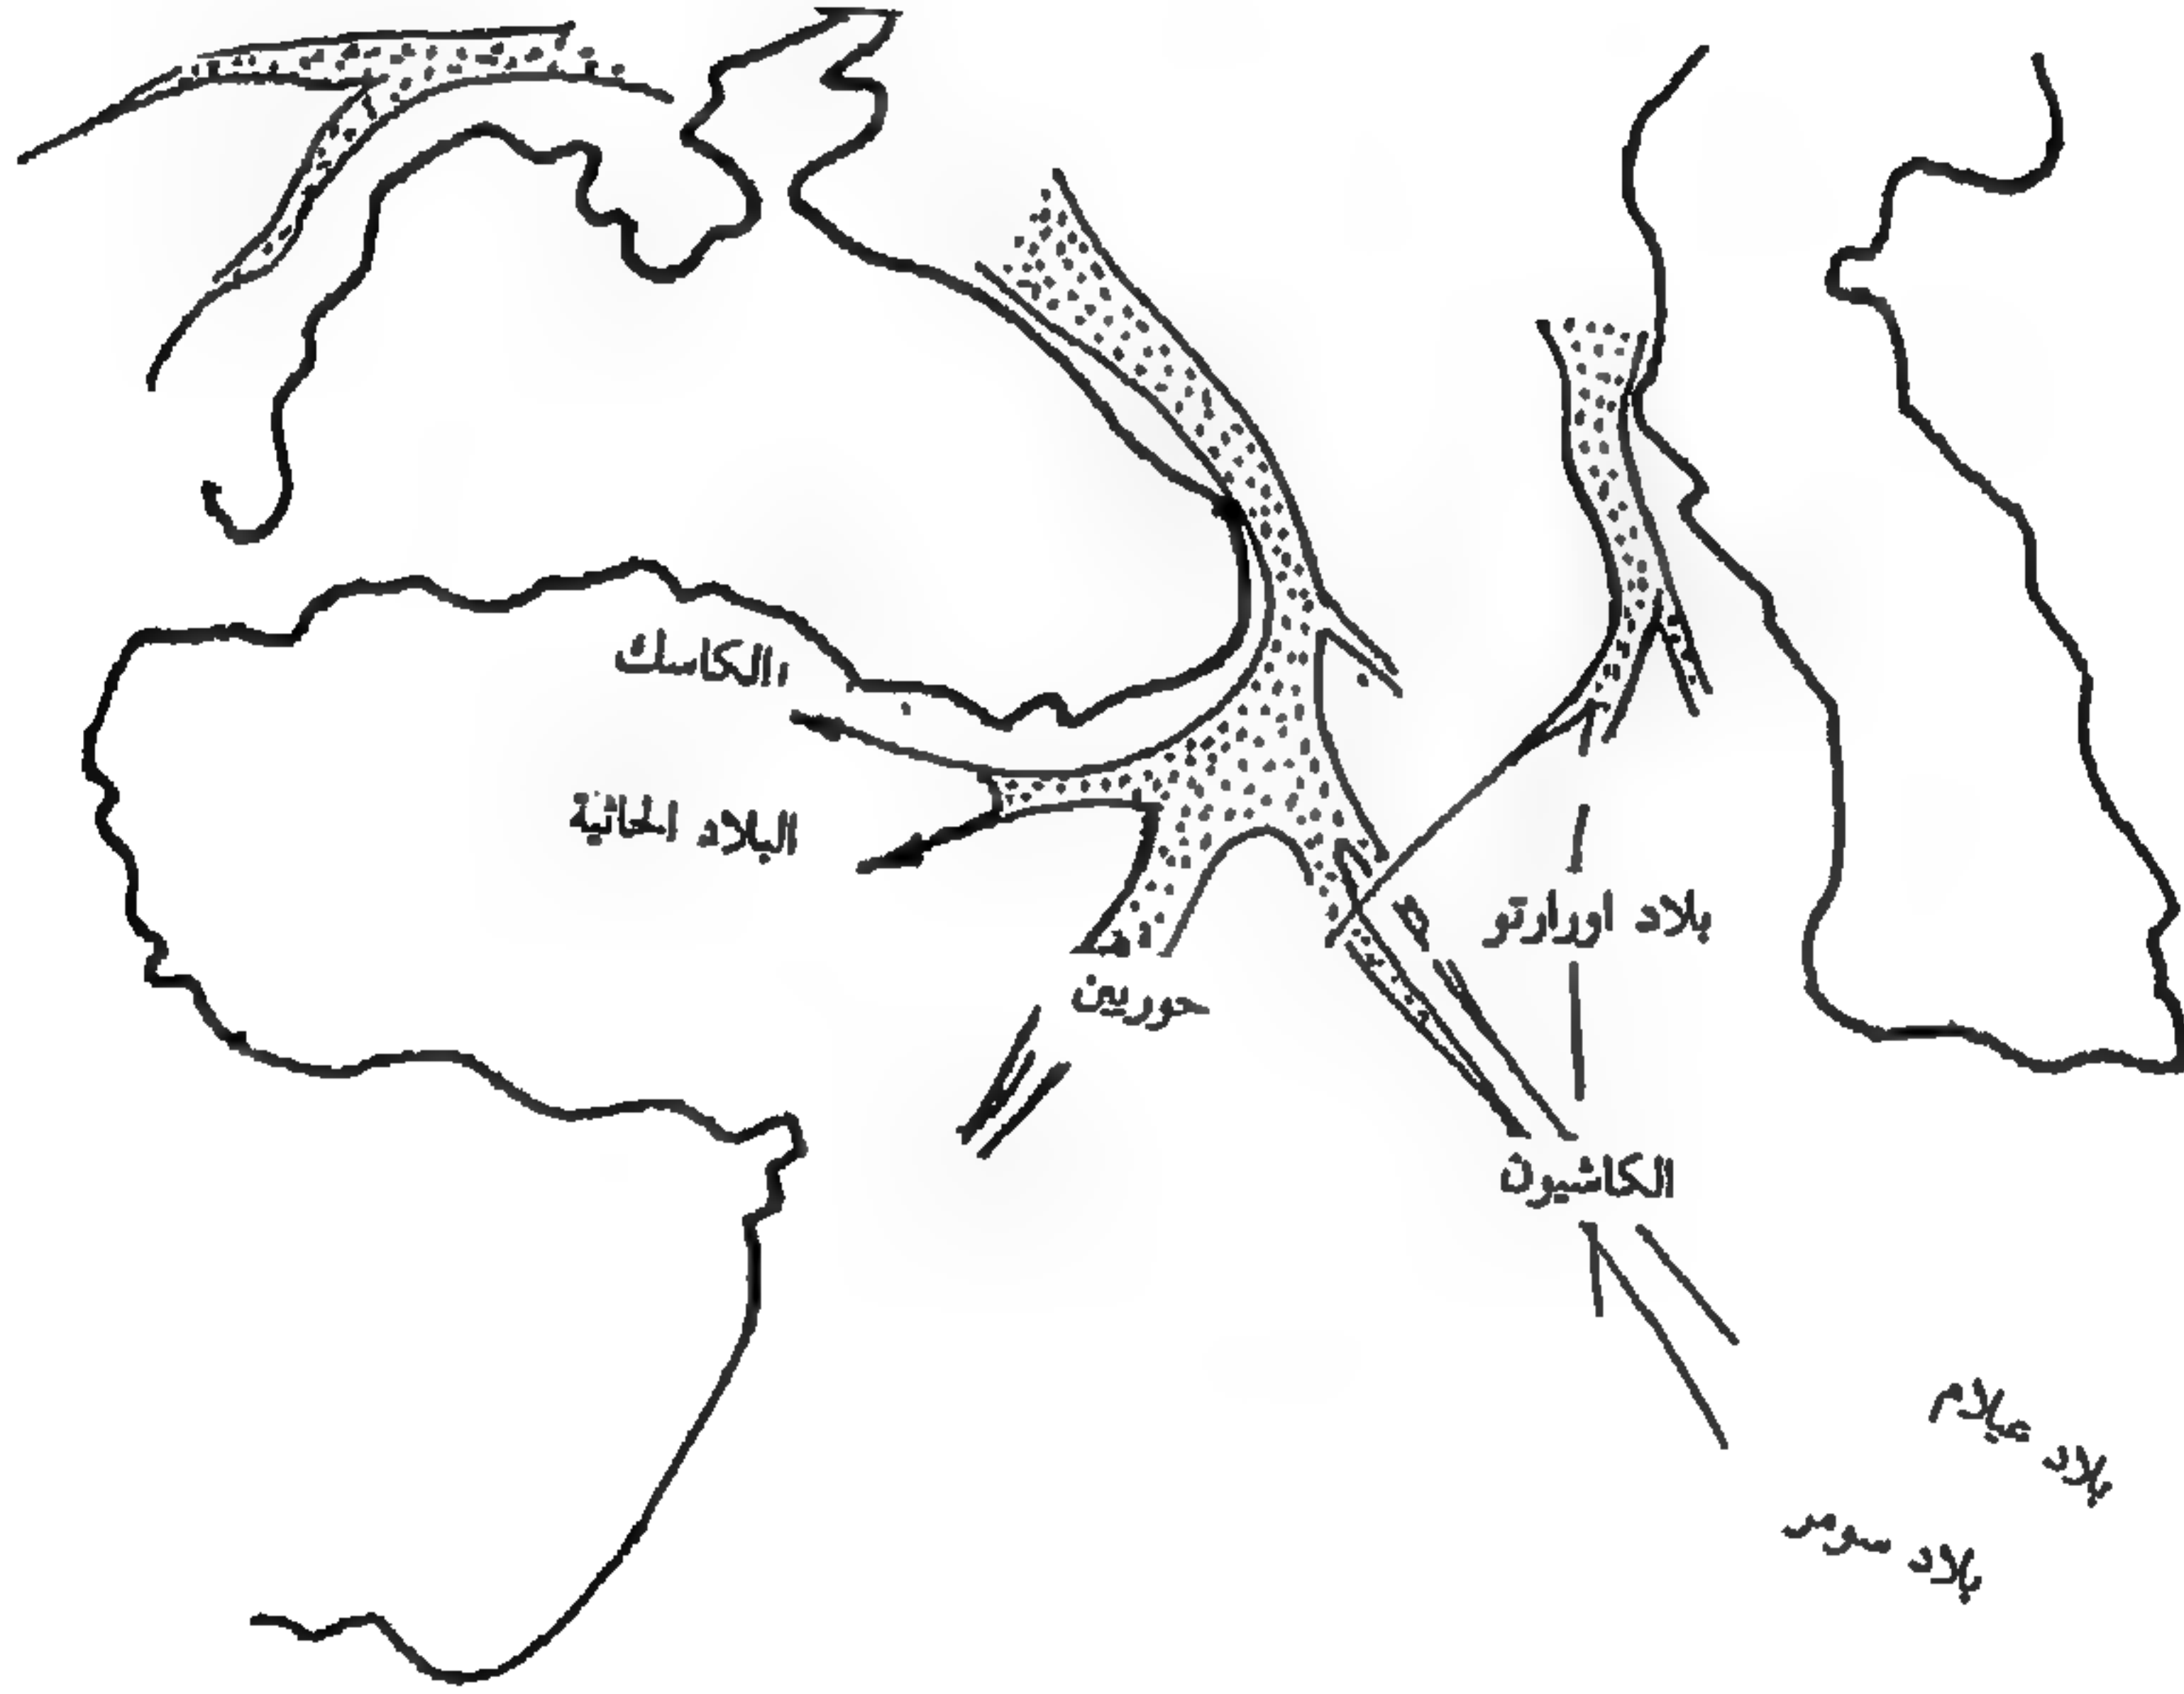 الكاسك
البلاد الحاثية
بلاد اورارتو
حوريين
الكاشيون
بلاد عيلام
بلاد سومر